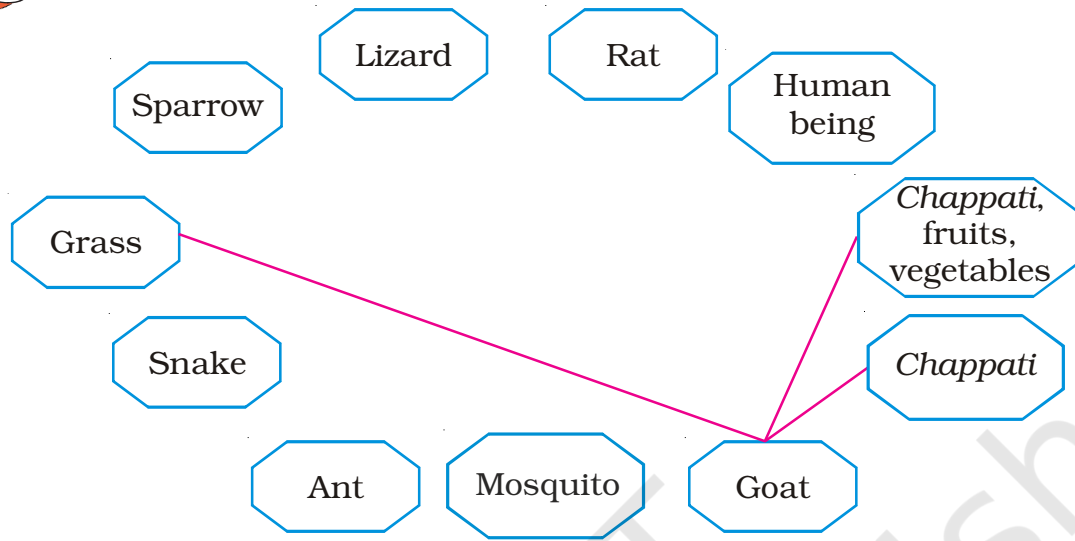 Lizard
Rat
Human
being
Sparrow
Chappati,
fruits,
vegetables
Grass
Snake
Chappati
Ant
Mosquito
Goat